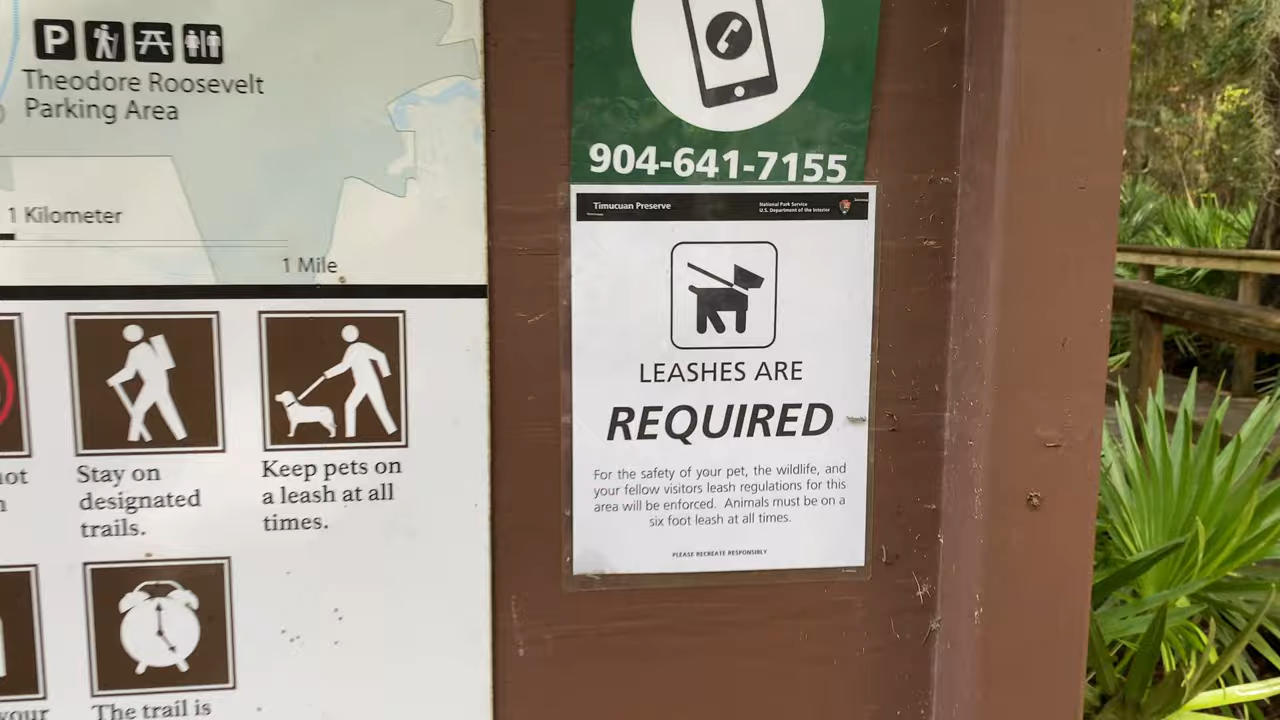 P
Theodore Roosevelt
Parking Area
1 Kilometer
1 Mile
not
Stay on
designated
trails.
Keep pets on
a leash at all
times.
your
The trail is
904-641-7155
Timucuan Preserve
National Park Service
U.S. Department of the Interior
LEASHES ARE
REQUIRED
For the safety of your pet, the wildlife, and
your fellow visitors leash regulations for this
area will be enforced. Animals must be on a
six foot leash at all times.
PLEASE RECREATE RESPONSIBLY